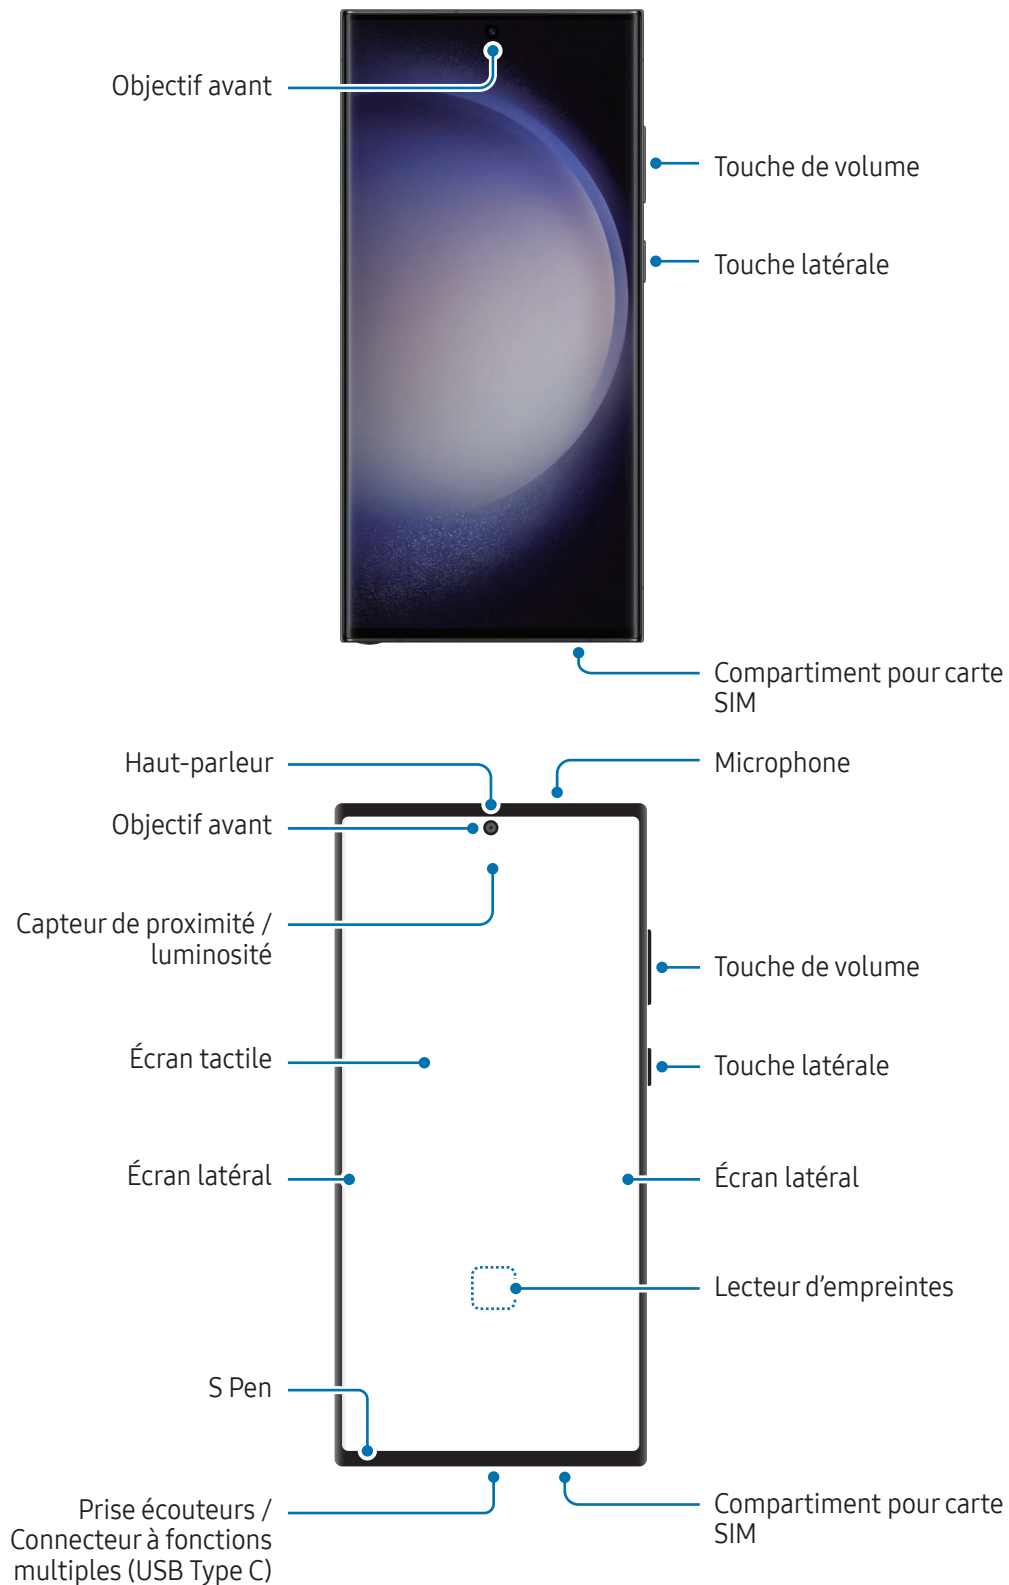 Objectif avant
Touche de volume
Touche latérale
Compartiment pour carte
SIM
Haut-parleur
Microphone
Objectif avant
Capteur de proximité /
luminosité
Touche de volume
Écran tactile
Touche latérale
Écran latéral
Écran latéral
Lecteur d’empreintes
S Pen
Prise écouteurs /
Connecteur à fonctions
multiples (USB Type C)
Compartiment pour carte
SIM